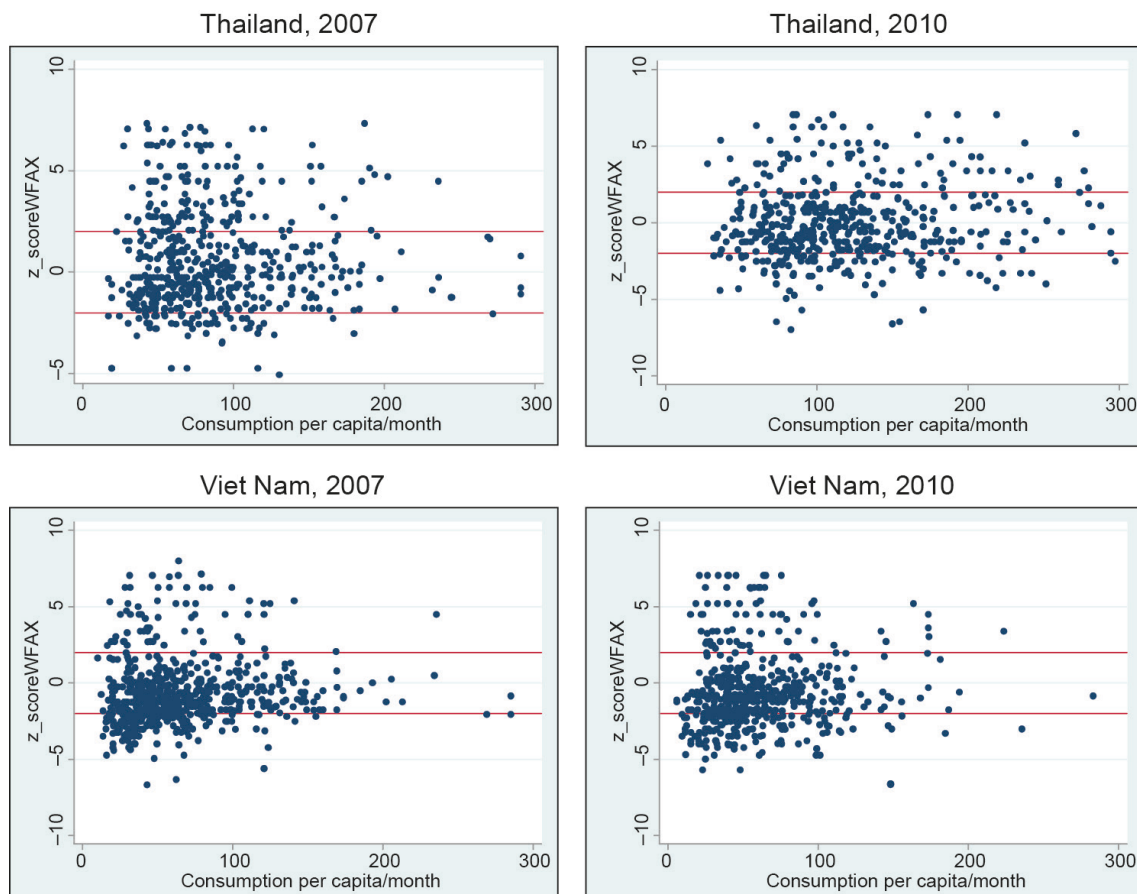 Thailand, 2007
10
5
0
−5
z_scoreWFAX
0 100 200 300
Consumption per capita/month
Thailand, 2010
10
5
0
−5
−10
z_scoreWFAX
0 100 200 300
Consumption per capita/month
Viet Nam, 2007
10
5
0
−5
−10
z_scoreWFAX
0 100 200 300
Consumption per capita/month
Viet Nam, 2010
10
5
0
−5
−10
z_scoreWFAX
0 100 200 300
Consumption per capita/month